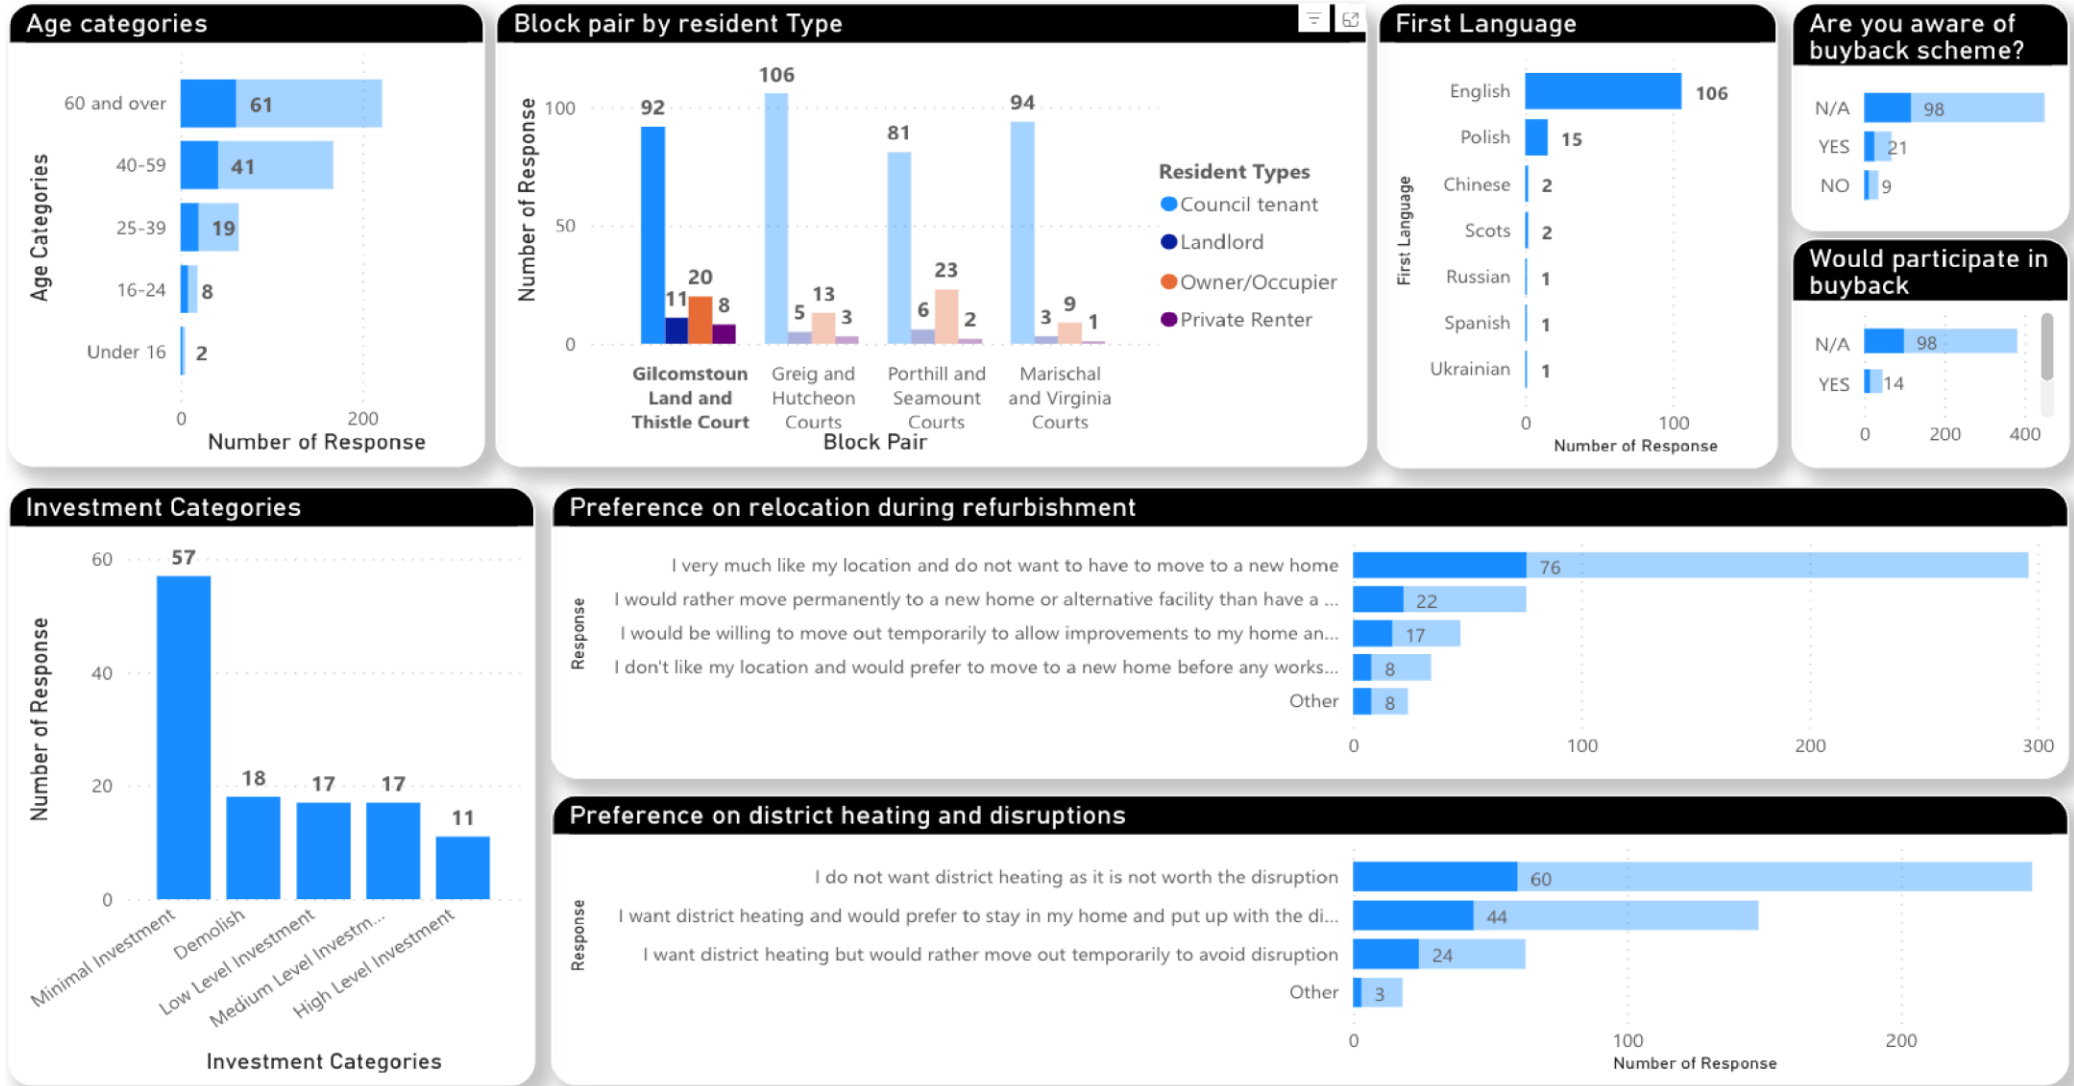 Age categories
Age Categories
60 and over
61
40-59
41
25-39
19
16-24
8
Under 16
2
0
200
Number of Response
Block pair by resident Type
Number of Response
100
50
0
92
11
20
8
106
5
13
3
81
6
23
2
94
3
9
1
Gilcomstoun
Land and
Thistle Court
Greig and
Hutcheon
Courts
Porthill and
Seamount
Courts
Marischal
and Virginia
Courts
Block Pair
Resident Types
Council tenant
Landlord
Owner/Occupier
Private Renter
First Language
First Language
English
106
Polish
15
Chinese
2
Scots
2
Russian
1
Spanish
1
Ukrainian
1
0
100
Number of Response
Are you aware of
buyback scheme?
N/A
98
YES
21
NO
9
Would participate in
buyback
N/A
98
YES
14
0
200
400
Investment Categories
Number of Response
60
40
20
0
57
18
17
17
11
Minimal Investment
Demolish
Low Level Investment
Medium Level Investm...
High Level Investment
Investment Categories
Preference on relocation during refurbishment
Response
I very much like my location and do not want to have to move to a new home
76
I would rather move permanently to a new home or alternative facility than have a ...
22
I would be willing to move out temporarily to allow improvements to my home an...
17
I don't like my location and would prefer to move to a new home before any works...
8
Other
8
0
100
200
300
Preference on district heating and disruptions
Response
I do not want district heating as it is not worth the disruption
60
I want district heating and would prefer to stay in my home and put up with the di...
44
I want district heating but would rather move out temporarily to avoid disruption
24
Other
3
0
100
200
Number of Response